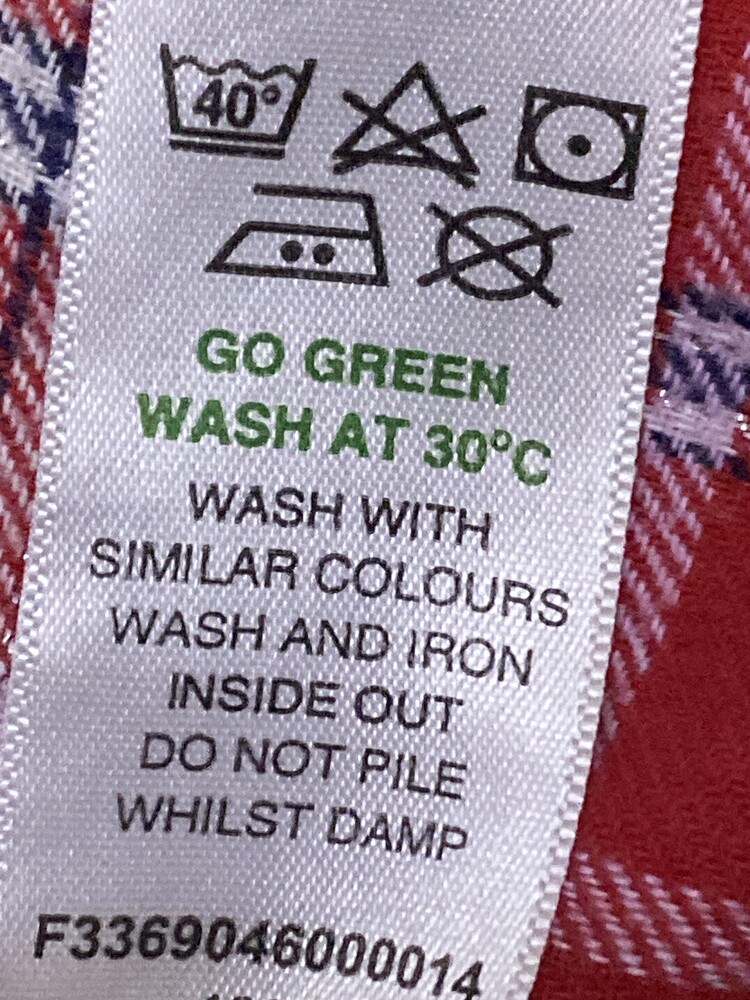 40°
GO GREEN
WASH AT 30°C
WASH WITH
SIMILAR COLOURS
WASH AND IRON
INSIDE OUT
DO NOT PILE
WHILST DAMP
F3369046000014